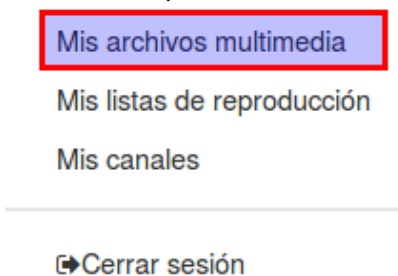 Mis archivos multimedia
Mis listas de reproducción
Mis canales
Cerrar sesión